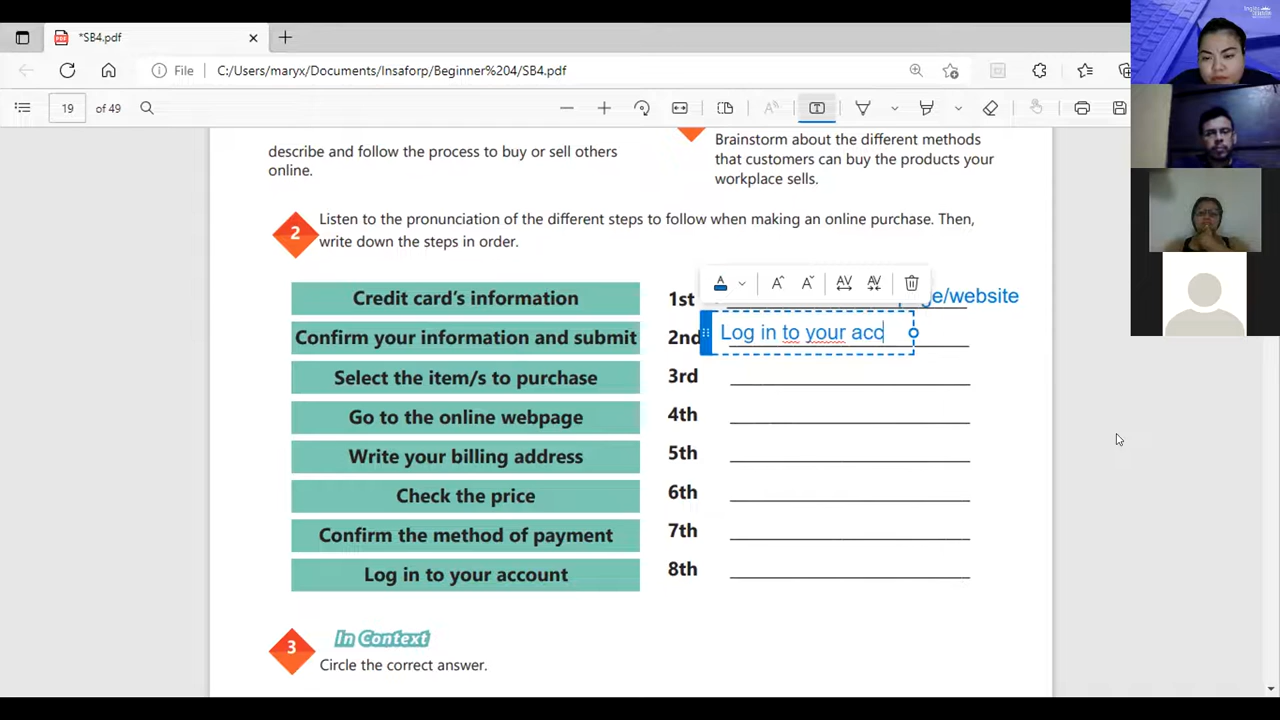 *SB4.pdf
File C:/Users/maryx/Documents/Insaforp/Beginner%204/SB4.pdf
19 of 49
describe and follow the process to buy or sell others
online.
Brainstorm about the different methods
that customers can buy the products your
workplace sells.
2 Listen to the pronunciation of the different steps to follow when making an online purchase. Then,
write down the steps in order.
Credit card's information
Confirm your information and submit
Select the item/s to purchase
Go to the online webpage
Write your billing address
Check the price
Confirm the method of payment
Log in to your account
1st ge/website
2nd Log in to your acc
3rd
4th
5th
6th
7th
8th
3 In Context
Circle the correct answer.